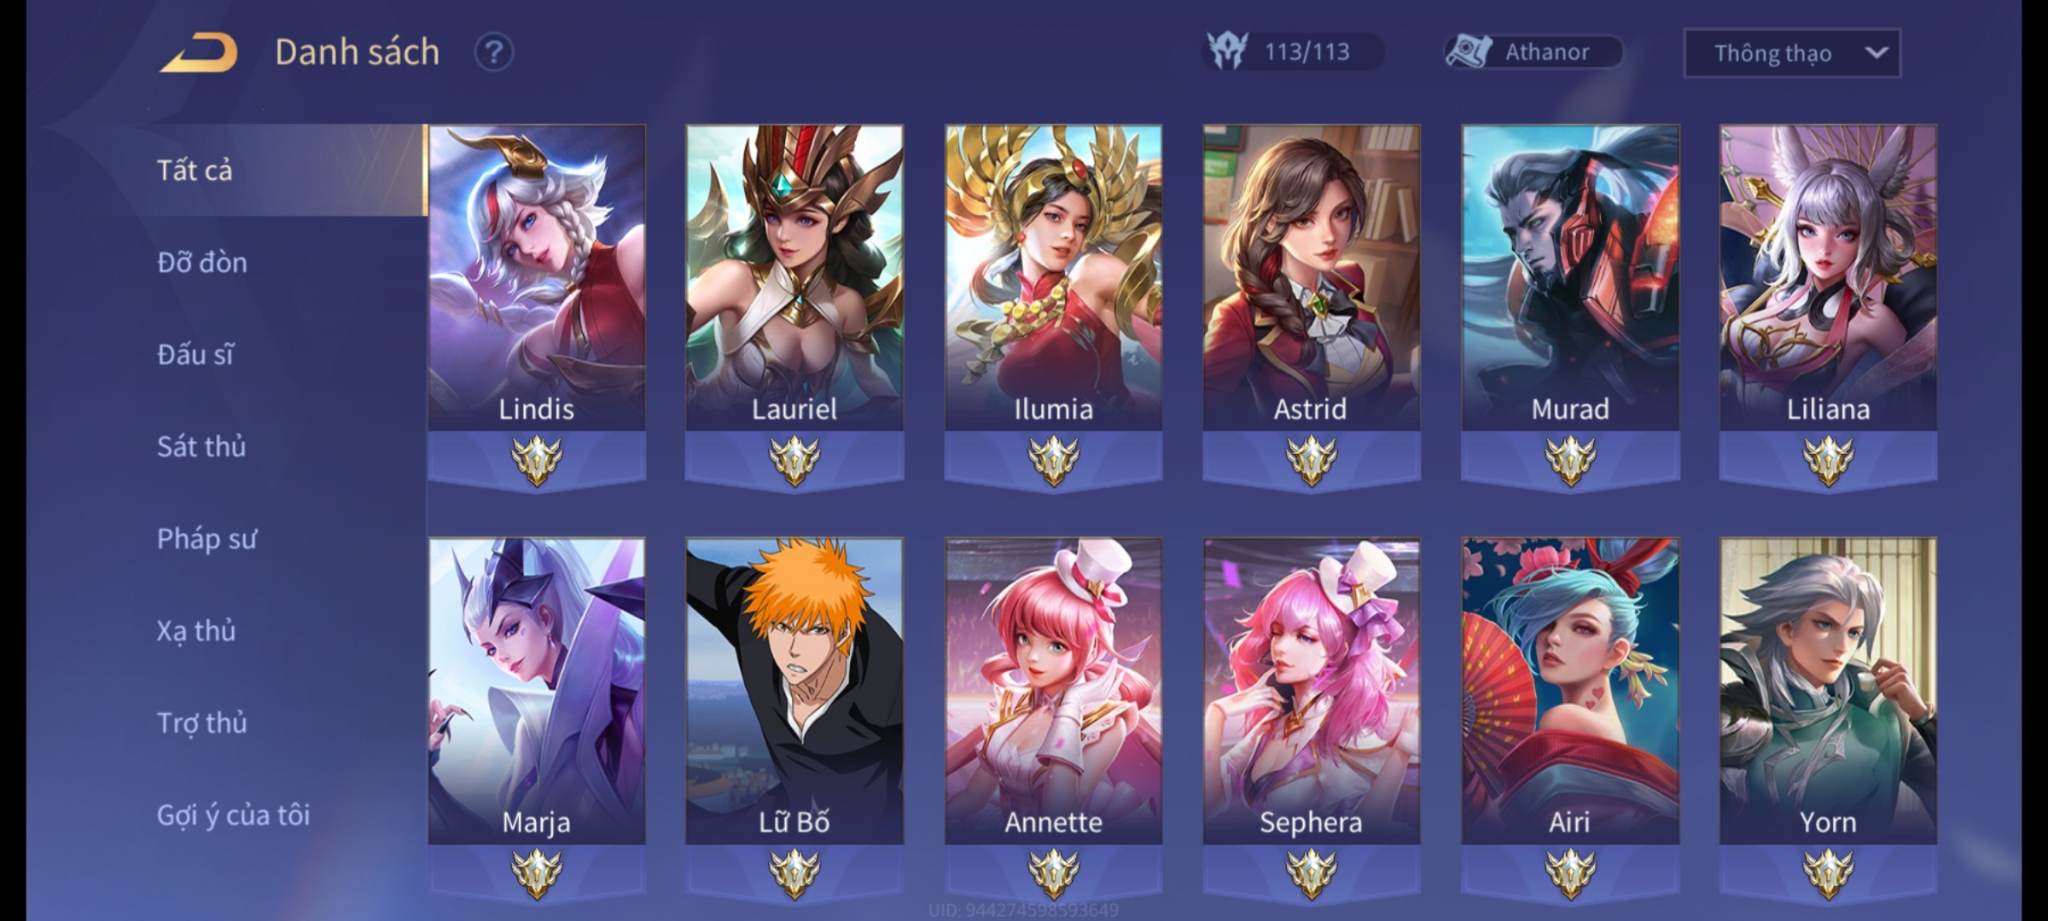 Danh sách
?
113/113
Athanor
Thông thạo
Tất cả
Đỡ đòn
Đấu sĩ
Sát thủ
Pháp sư
Xạ thủ
Trợ thủ
Gợi ý của tôi
Lindis
Lauriel
Ilumia
Astrid
Murad
Liliana
Marja
Lữ Bố
Annette
Sephera
Airi
Yorn
UID: 944274598593649